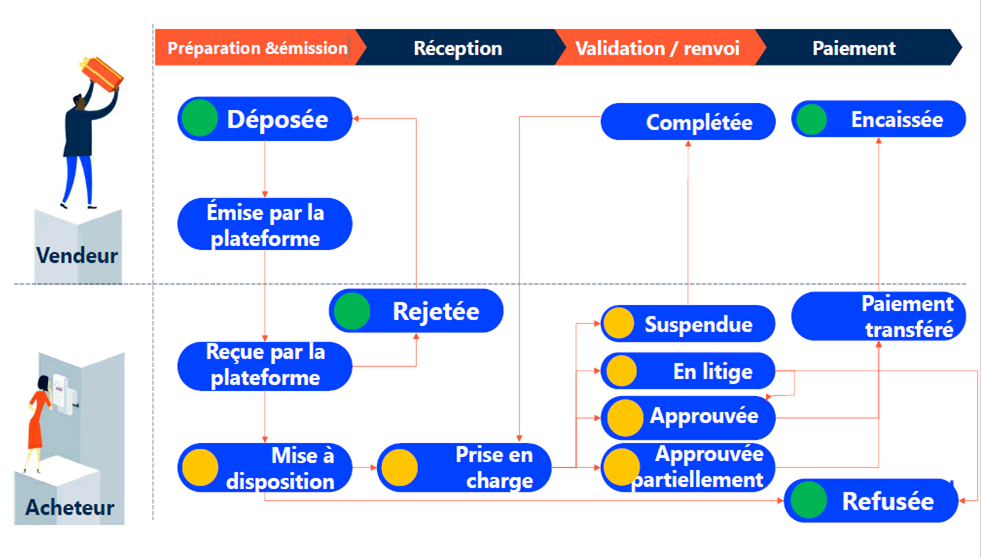 Préparation &émission
Réception
Validation / renvoi
Paiement
Déposée
Complétée
Encaissée
Émise par la
plateforme
Vendeur
Rejetée
Suspendue
Paiement
transféré
Reçue par la
plateforme
En litige
Approuvée
Mise à
disposition
Prise en
charge
Approuvée
partiellement
Refusée
Acheteur